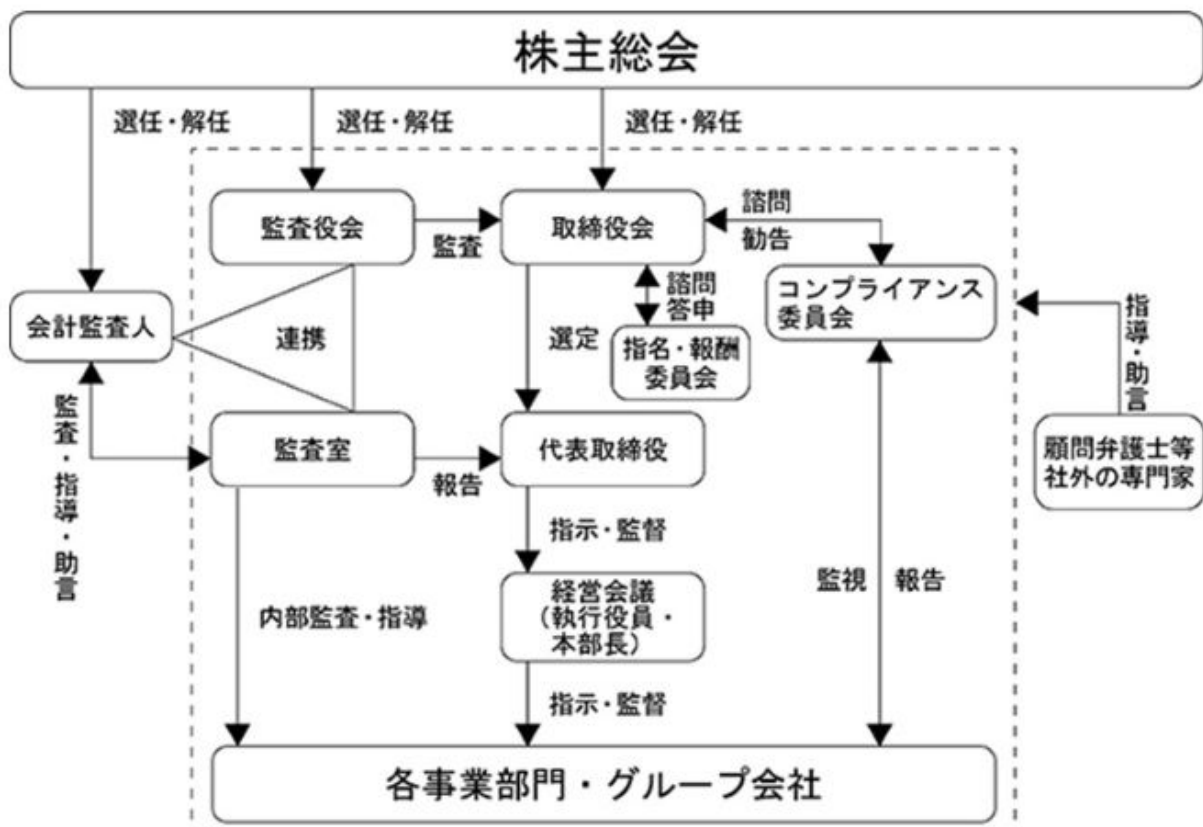 株主総会
選任・解任
選任・解任
選任・解任
監査役会
監査
取締役会
諮問
勧告
コンプライアンス
委員会
諮問
答申
指名・報酬
委員会
会計監査人
連携
選定
指導・助言
監査室
報告
代表取締役
顧問弁護士等
社外の専門家
監査・指導・助言
指示・監督
経営会議
(執行役員・
本部長)
内部監査・指導
監視
報告
指示・監督
各事業部門・グループ会社